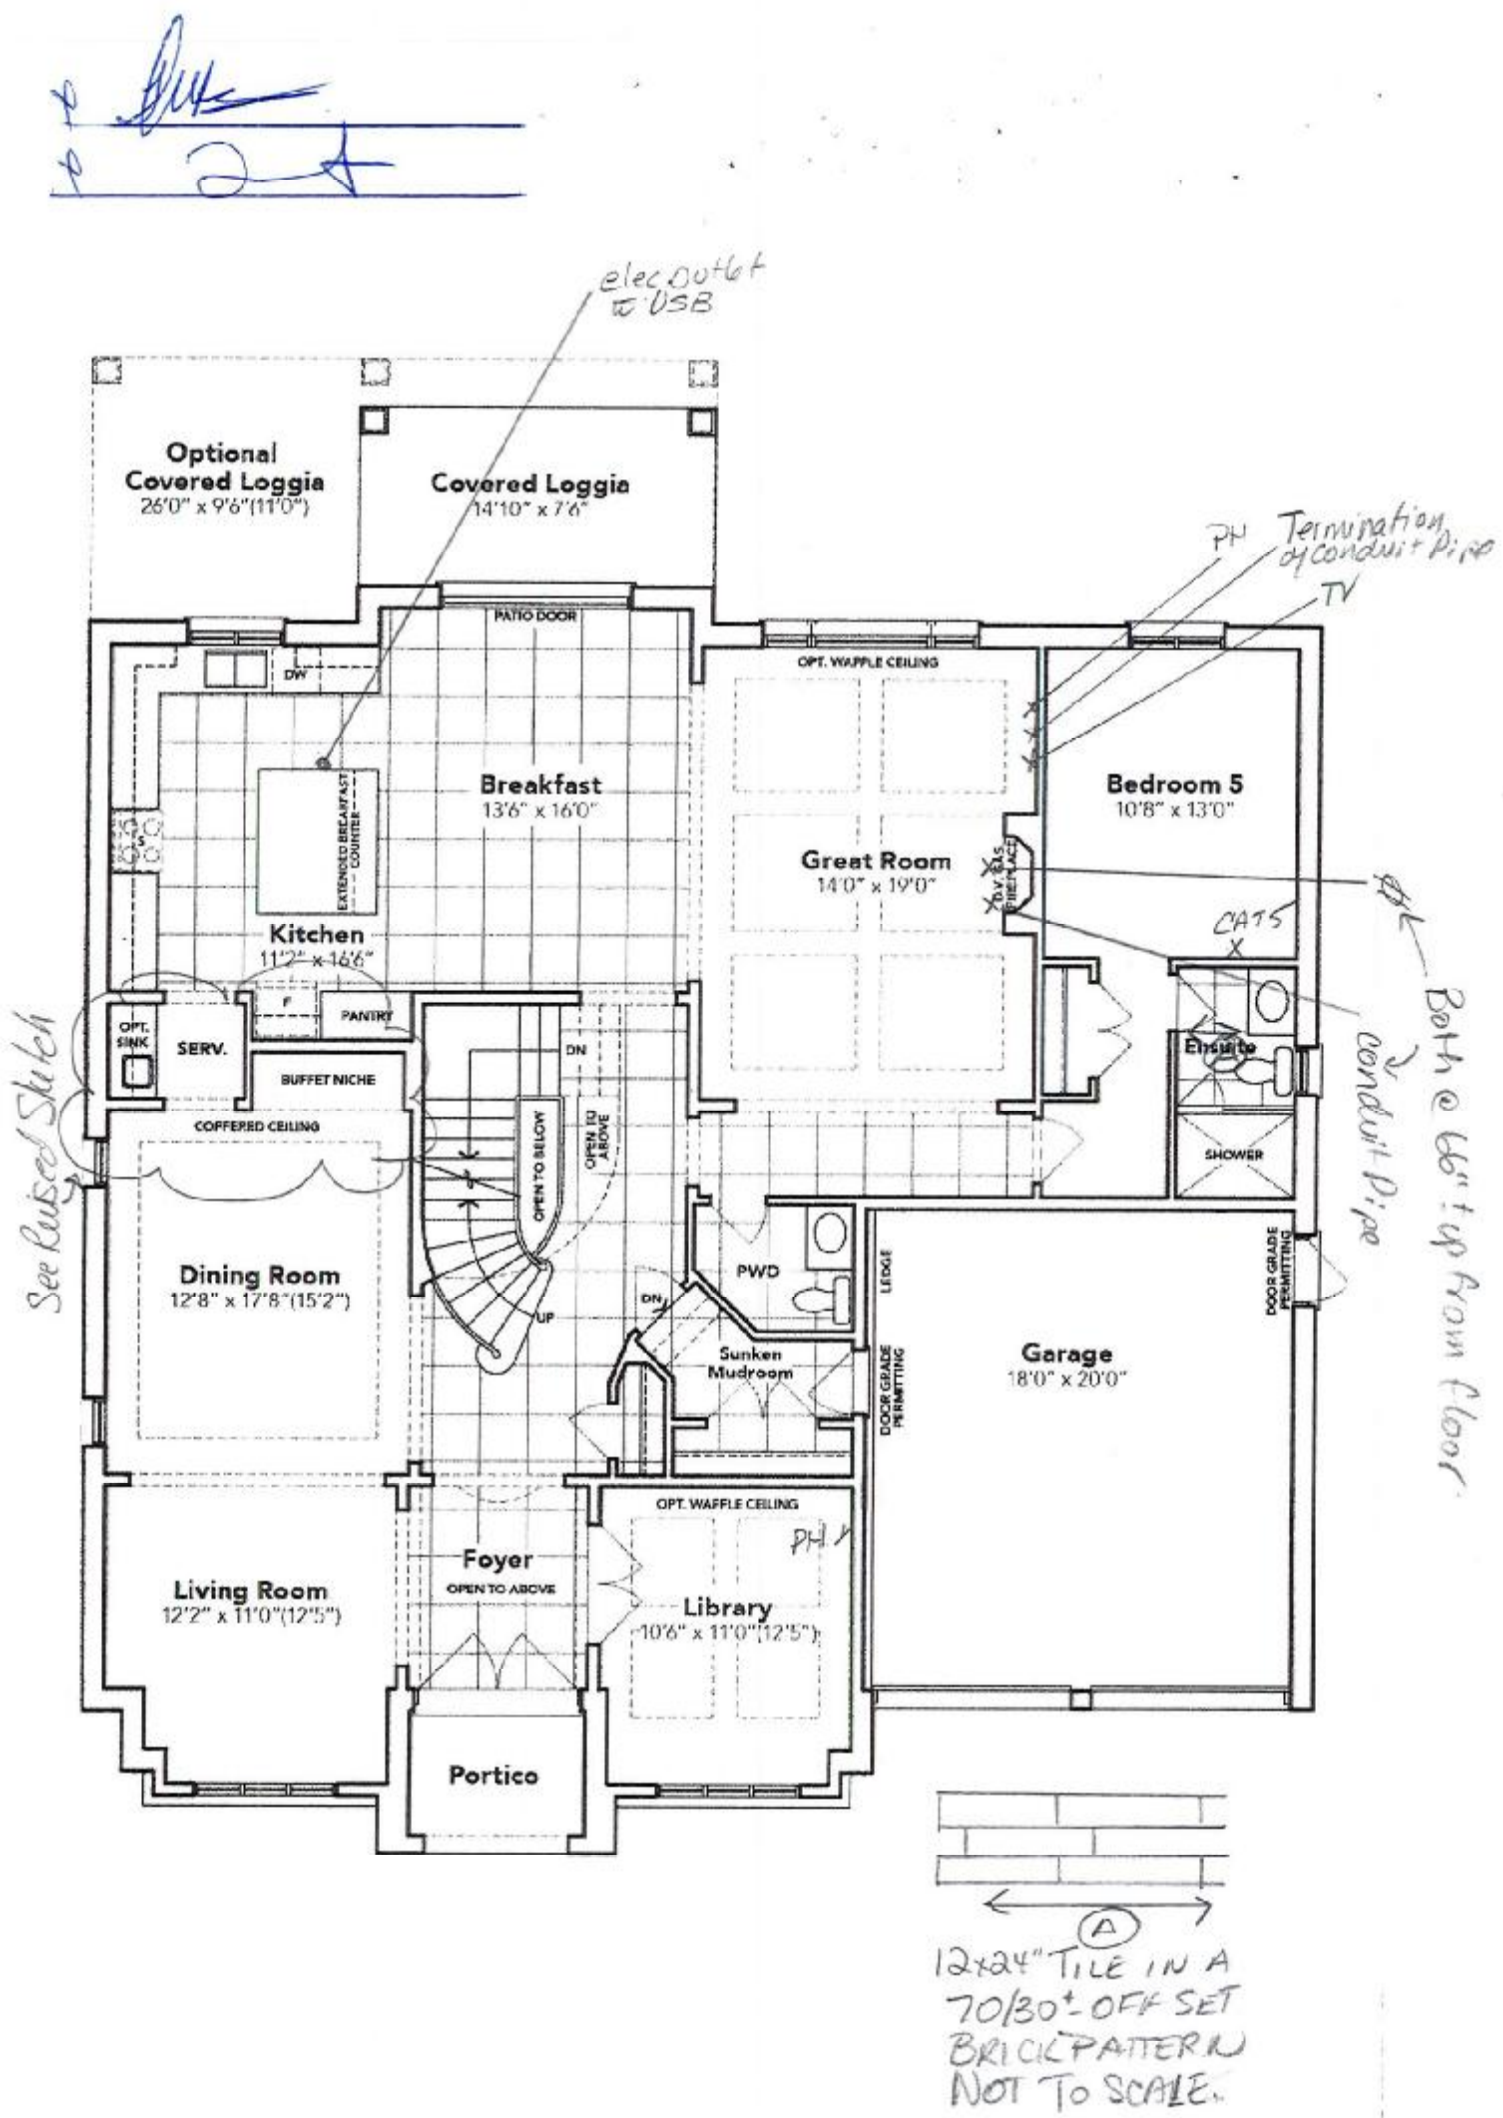 elec outlet
w USB
Optional
Covered Loggia
26'0" x 9'6"(11'0")
Covered Loggia
14'10" x 7'6"
PH
Termination
of conduit Pipe
TV
PATIO DOOR
DW
OPT. WAFFLE CEILING
Breakfast
13'6" x 16'0"
EXTENDED BREAKFAST
COUNTER
S
Bedroom 5
10'8" x 13'0"
Great Room
14'0" x 19'0"
D.V. GAS
FIREPLACE
Kitchen
11'2" x 16'6"
CAT5
X
F
PANTRY
OPT.
SINK
SERV.
DN
BUFFET NICHE
Ensuite
COFFERED CEILING
OPEN TO BELOW
OPEN TO
ABOVE
SHOWER
See Revised Sketch
Conduit Pipe
Both @ 66" ± up from floor
Dining Room
12'8" x 17'8"(15'2")
PWD
LEDGE
DOOR GRADE
PERMITTING
DN
UP
Sunken
Mudroom
DOOR GRADE
PERMITTING
Garage
18'0" x 20'0"
OPT. WAFFLE CEILING
PH
Foyer
OPEN TO ABOVE
Living Room
12'2" x 11'0"(12'5")
Library
10'6" x 11'0"(12'5")
Portico
A
12x24" TILE IN A
70/30± OFF SET
BRICK PATTERN
NOT TO SCALE.